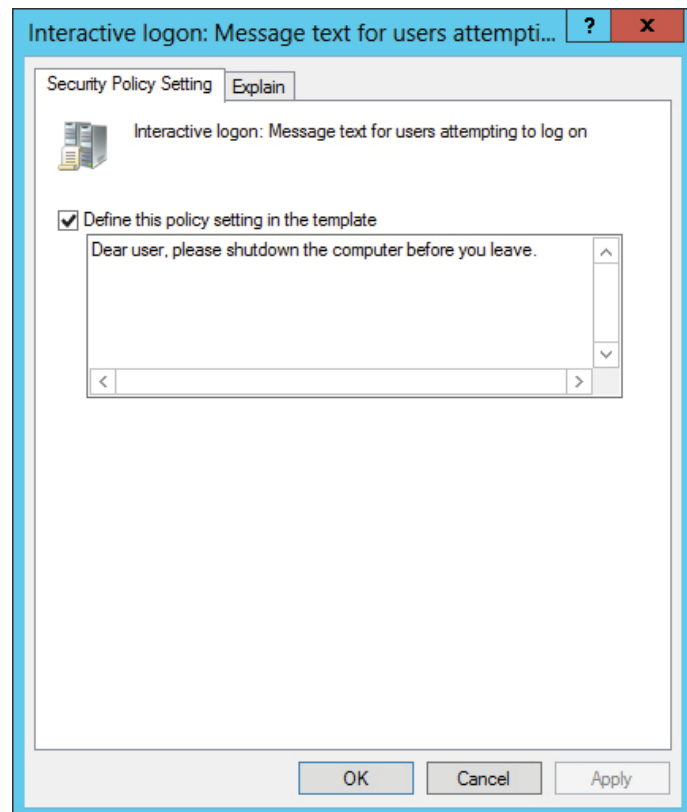 Interactive logon: Message text for users attempti...
? x
Security Policy Setting Explain
Interactive logon: Message text for users attempting to log on
Define this policy setting in the template
Dear user, please shutdown the computer before you leave.
OK Cancel Apply